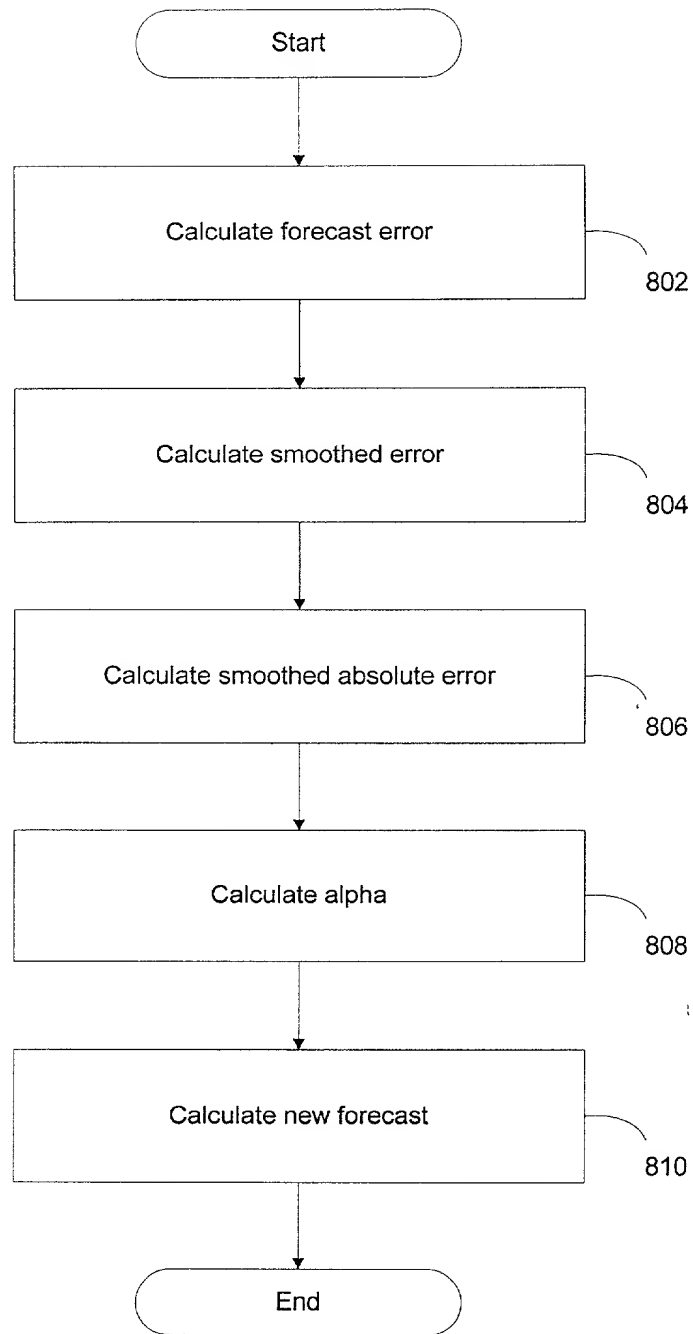 Start
Calculate forecast error
802
Calculate smoothed error
804
Calculate smoothed absolute error
806
Calculate alpha
808
Calculate new forecast
810
End